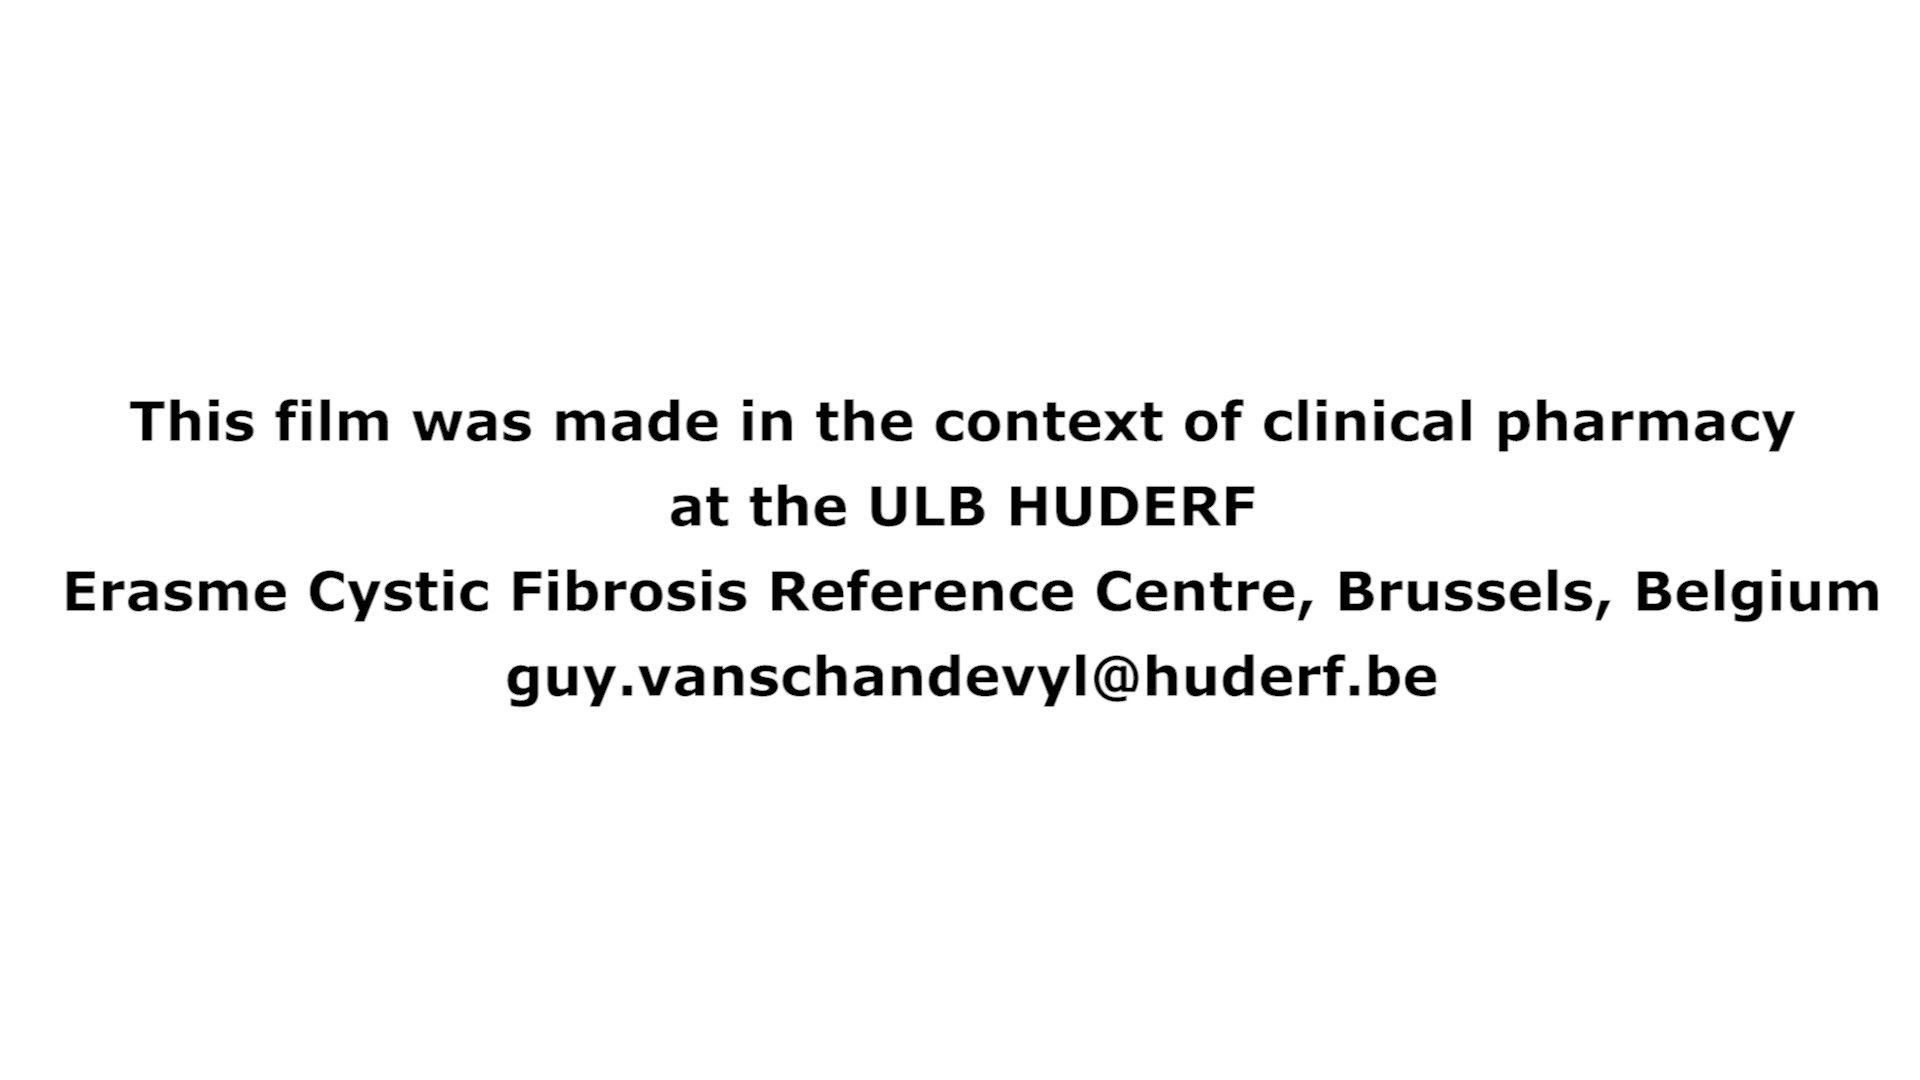 This film was made in the context of clinical pharmacy
at the ULB HUDERF
Erasme Cystic Fibrosis Reference Centre, Brussels, Belgium
guy.vanschandevyl@huderf.be